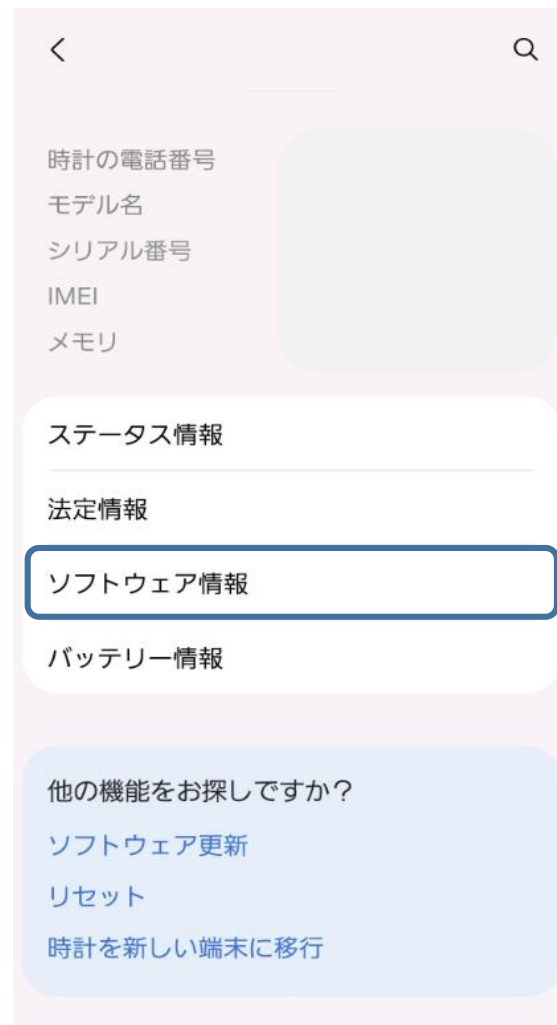 時計の電話番号
モデル名
シリアル番号
IMEI
メモリ
ステータス情報
法定情報
ソフトウェア情報
バッテリー情報
他の機能をお探しですか？
ソフトウェア更新
リセット
時計を新しい端末に移行